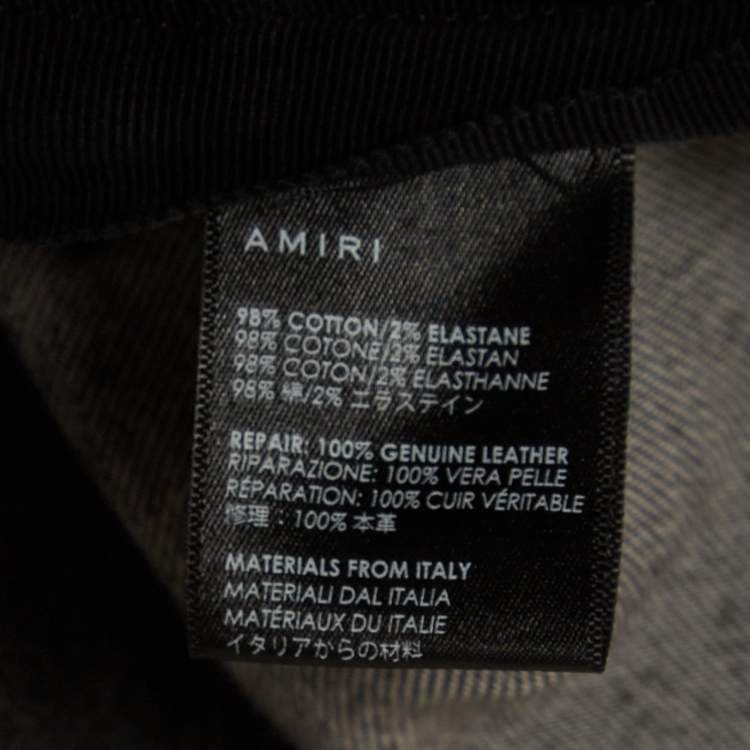 AMIRI
98% COTTON/2% ELASTANE
98% COTONE/2% ELASTAN
98% COTON/2% ELASTHANNE
98% 綿/2% ニラステイン
REPAIR: 100% GENUINE LEATHER
RIPARAZIONE: 100% VERA PELLE
RÉPARATION: 100% CUIR VÉRITABLE
修理：100% 本革
MATERIALS FROM ITALY
MATERIALI DAL ITALIA
MATÉRIAUX DU ITALIE
イタリアからの材料